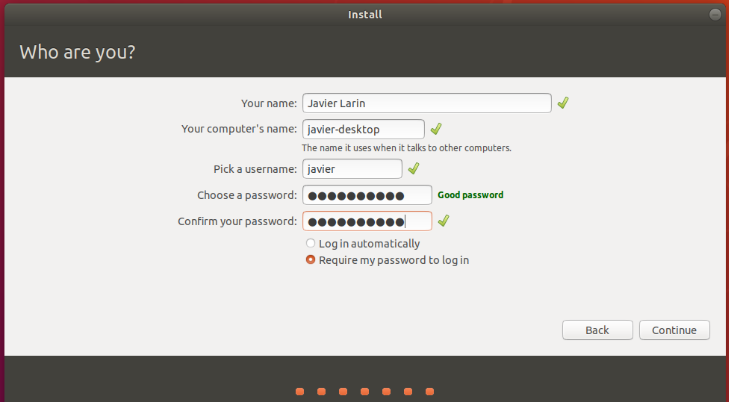 Install
Who are you?
Your name: Javier Larin
Your computer's name: javier-desktop
The name it uses when it talks to other computers.
Pick a username: javier
Choose a password: ●●●●●●●●●● Good password
Confirm your password: ●●●●●●●●●●
Log in automatically
Require my password to log in
Back Continue